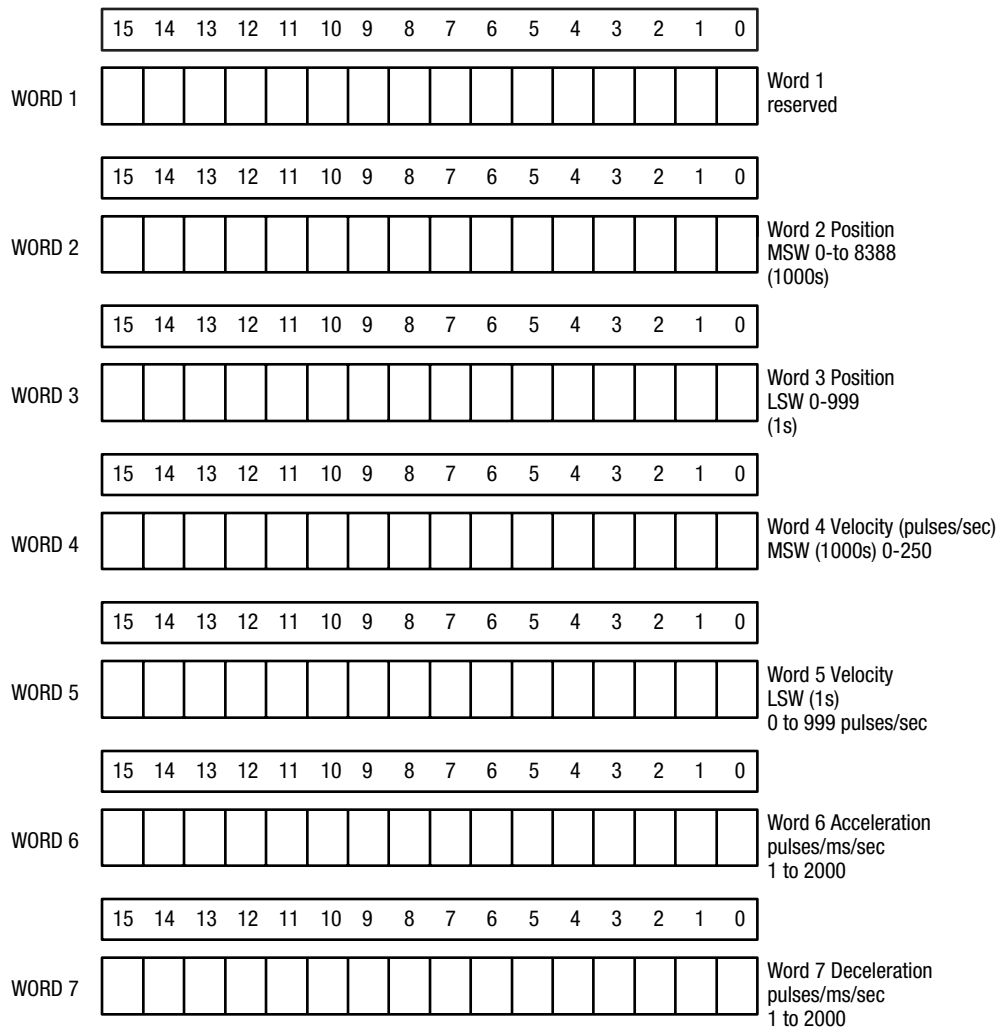 15 14 13 12 11 10 9 8 7 6 5 4 3 2 1 0
WORD 1
Word 1
reserved
15 14 13 12 11 10 9 8 7 6 5 4 3 2 1 0
WORD 2
Word 2 Position
MSW 0-to 8388
(1000s)
15 14 13 12 11 10 9 8 7 6 5 4 3 2 1 0
WORD 3
Word 3 Position
LSW 0-999
(1s)
15 14 13 12 11 10 9 8 7 6 5 4 3 2 1 0
WORD 4
Word 4 Velocity (pulses/sec)
MSW (1000s) 0-250
15 14 13 12 11 10 9 8 7 6 5 4 3 2 1 0
WORD 5
Word 5 Velocity
LSW (1s)
0 to 999 pulses/sec
15 14 13 12 11 10 9 8 7 6 5 4 3 2 1 0
WORD 6
Word 6 Acceleration
pulses/ms/sec
1 to 2000
15 14 13 12 11 10 9 8 7 6 5 4 3 2 1 0
WORD 7
Word 7 Deceleration
pulses/ms/sec
1 to 2000